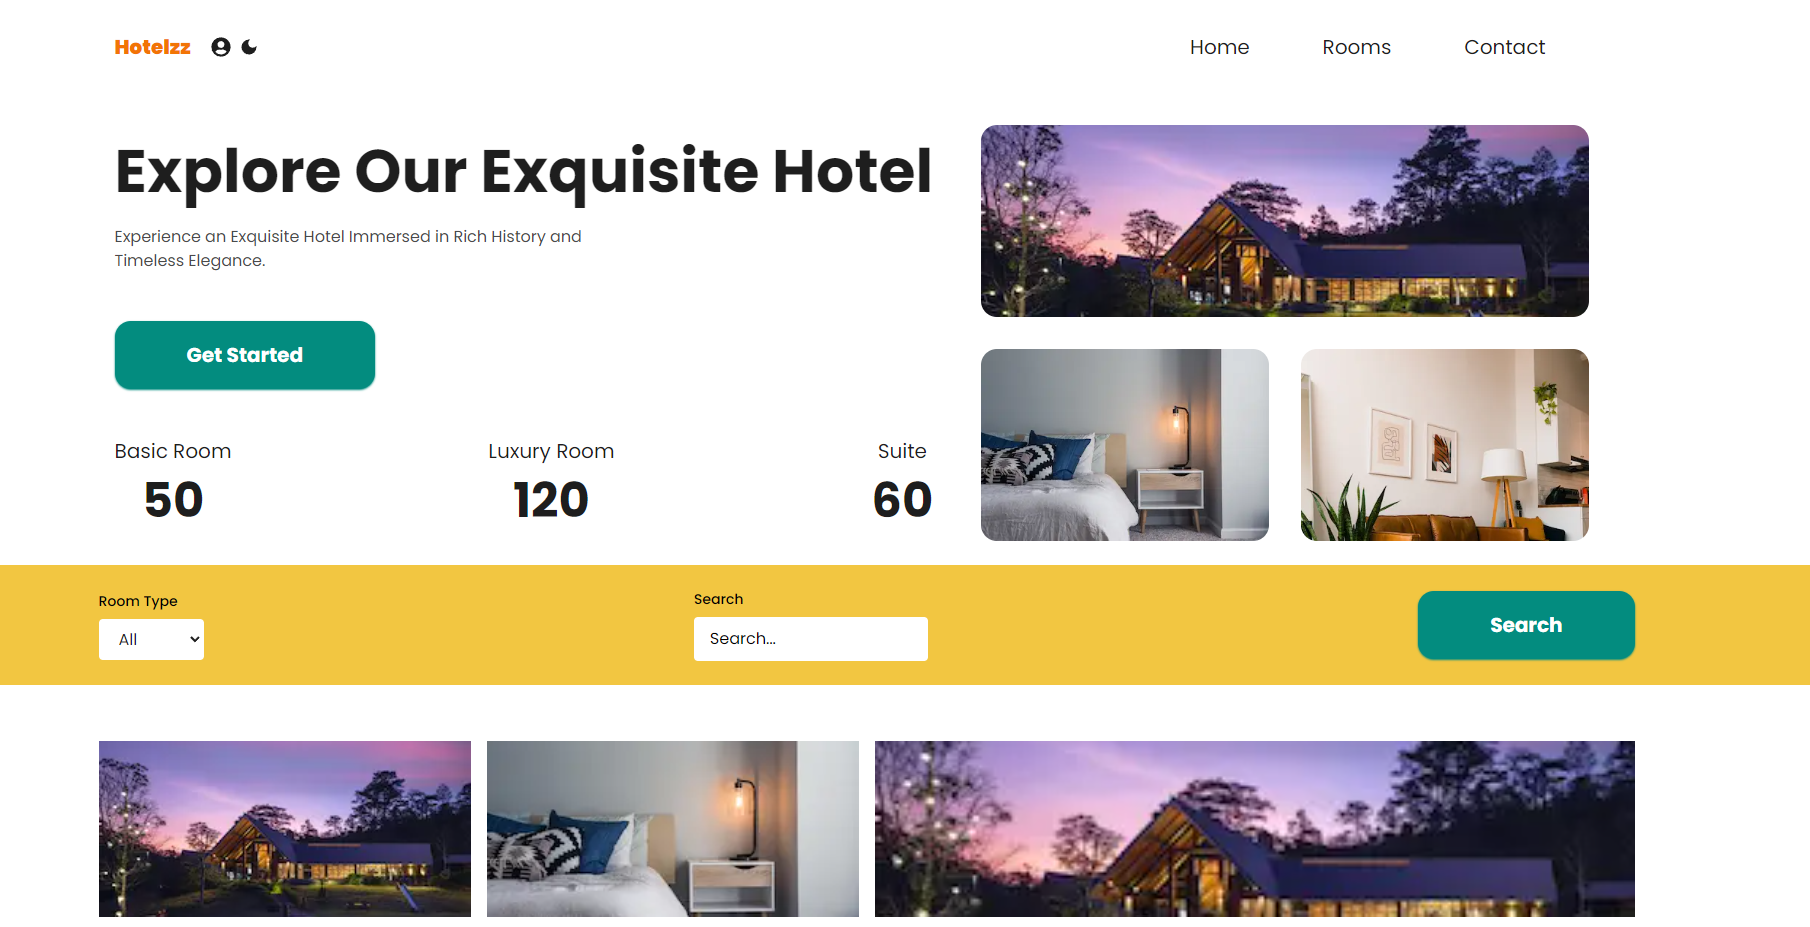 Hotelzz
Home
Rooms
Contact
Explore Our Exquisite Hotel
Experience an Exquisite Hotel Immersed in Rich History and
Timeless Elegance.
Get Started
Basic Room
50
Luxury Room
120
Suite
60
Room Type
All
Search
Search...
Search